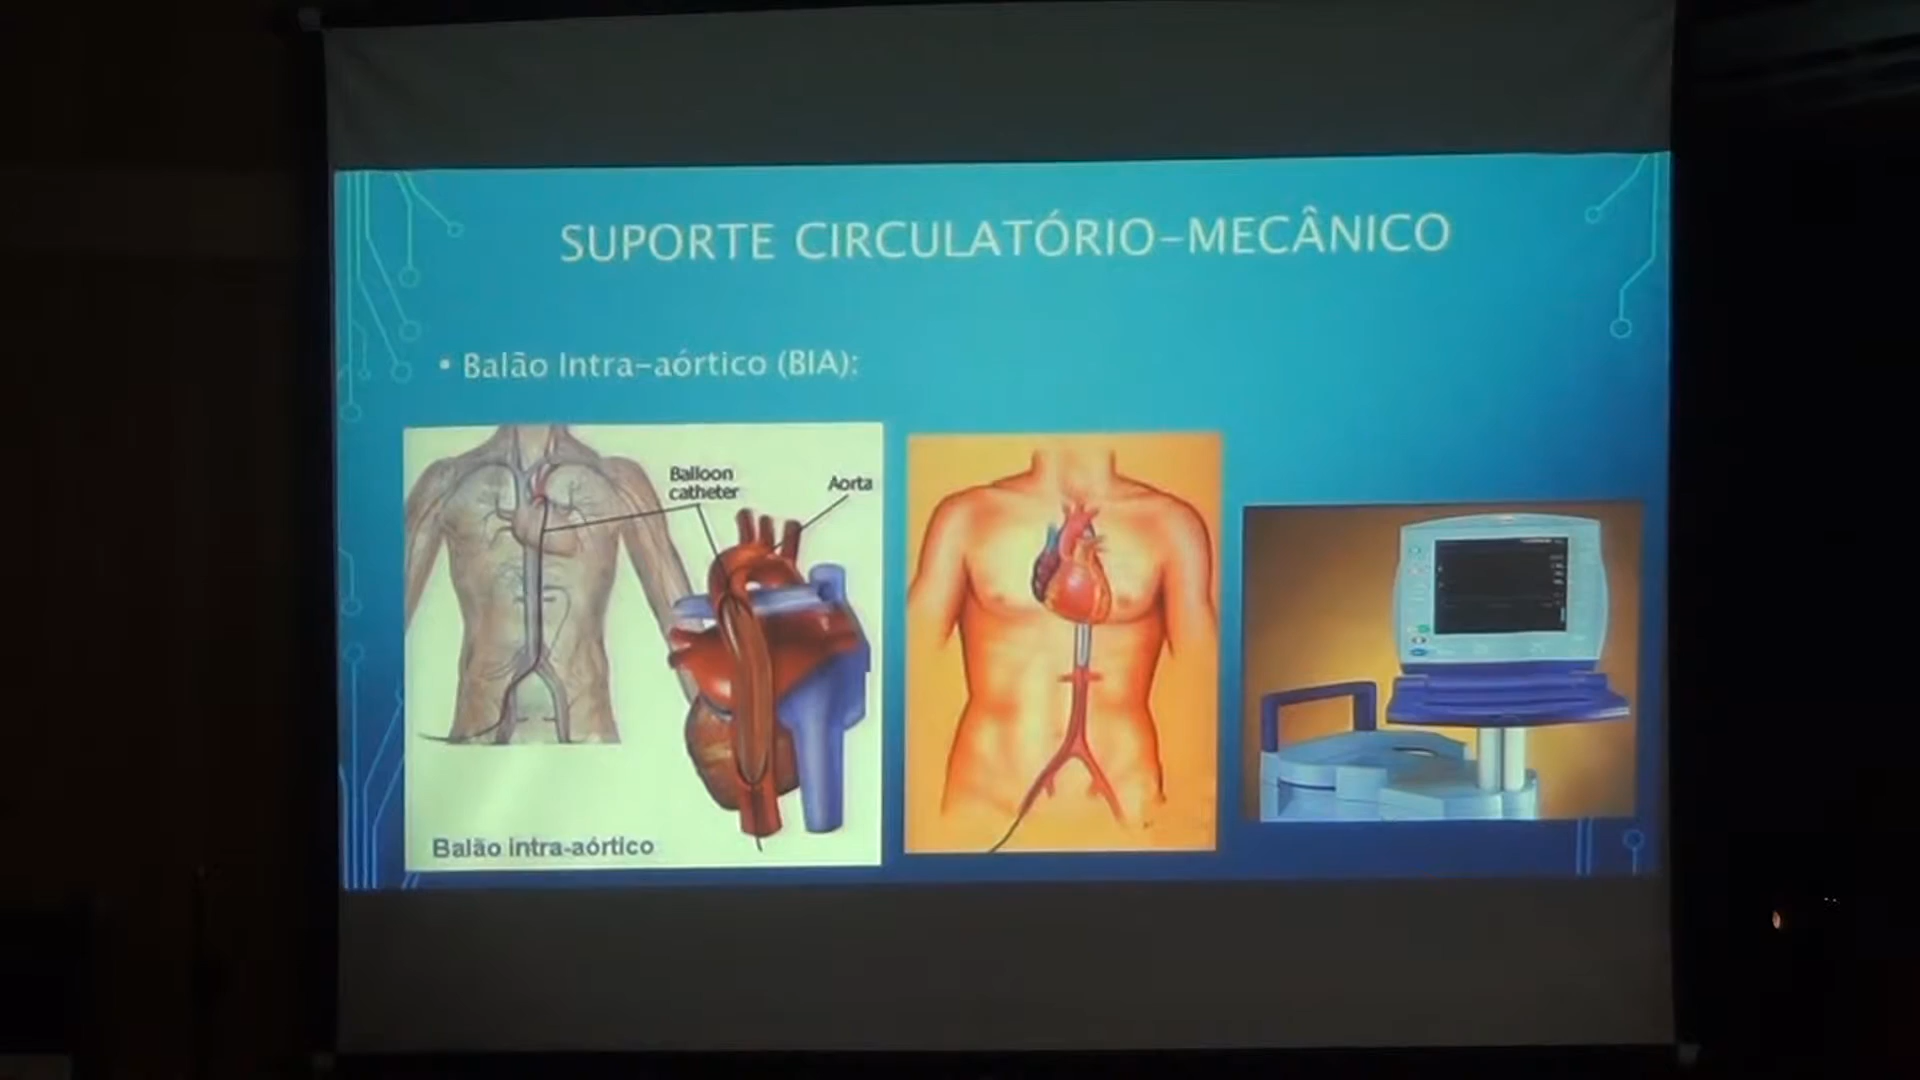 SUPORTE CIRCULATÓRIO-MECÂNICO
• Balão Intra-aórtico (BIA):
Balloon
catheter
Aorta
Balão intra-aórtico